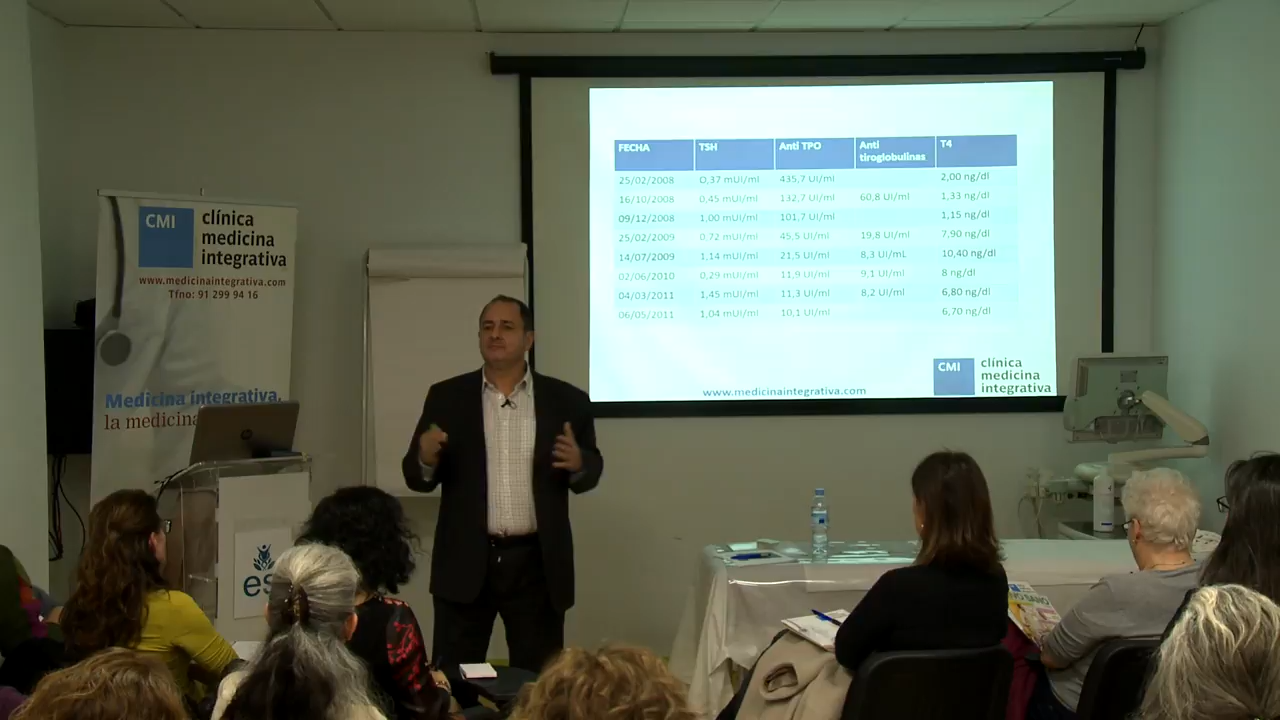 CMI
clínica
medicina
integrativa
www.medicinaintegrativa.com
Tfno: 91 299 94 16
Medicina integrativa,
la medicina
es
FECHA TSH Anti TPO Anti tiroglobulinas T4
25/02/2008 0,37 mUI/ml 435,7 UI/ml 2,00 ng/dl
16/10/2008 0,45 mUI/ml 132,7 UI/ml 60,8 UI/ml 1,33 ng/dl
09/12/2008 1,00 mUI/ml 101,7 UI/ml 1,15 ng/dl
25/02/2009 0.72 mUI/ml 45,5 UI/ml 19,8 UI/ml 7,90 ng/dl
14/07/2009 1,14 mUI/ml 21,5 UI/ml 8,3 UI/mL 10,40 ng/dl
02/06/2010 0,29 mUI/ml 11,9 UI/ml 9,1 UI/ml 8 ng/dl
04/03/2011 1,45 mUI/ml 11,3 UI/ml 8,2 UI/ml 6,80 ng/dl
06/05/2011 1,04 mUI/ml 10,1 UI/ml 6,70 ng/dl
www.medicinaintegrativa.com
CMI
clínica
medicina
integrativa